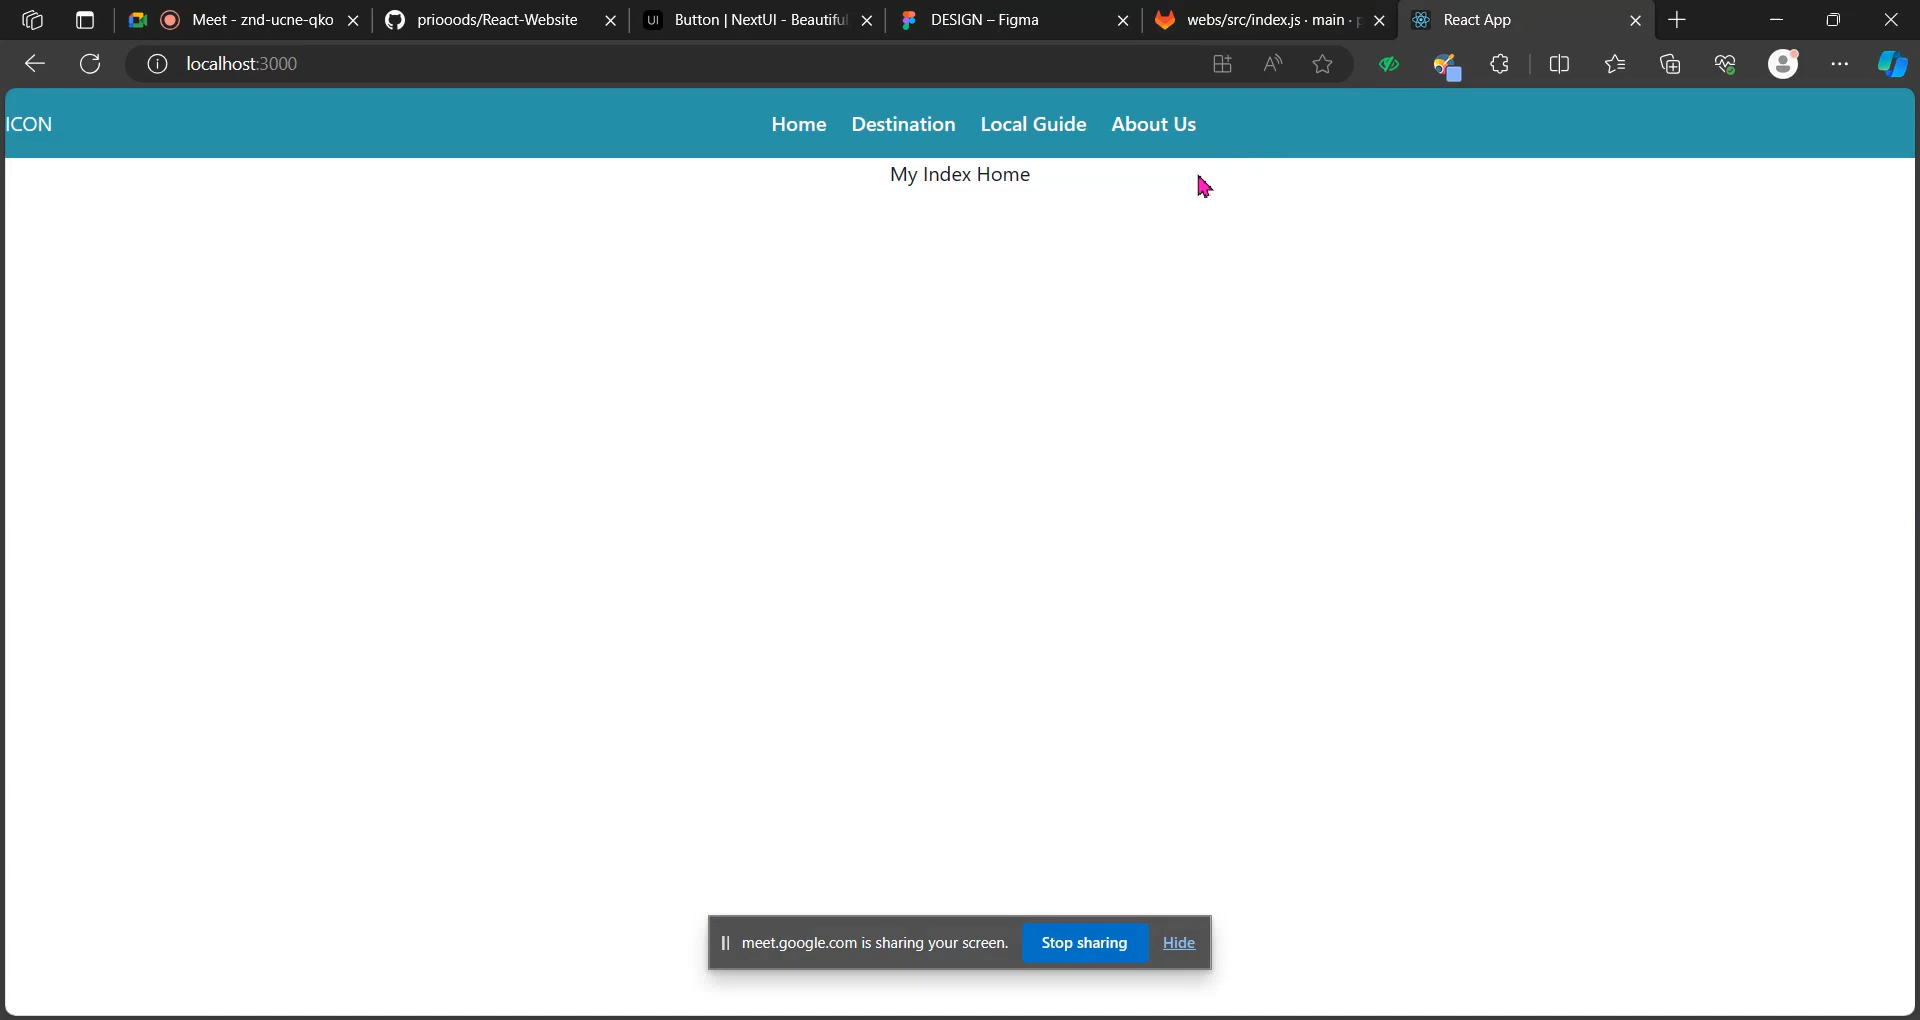 Meet - znd-ucne-qko
priooods/React-Website
UI
Button | NextUI - Beautiful
DESIGN – Figma
webs/src/index.js · main ·
React App
localhost:3000
ICON
Home
Destination
Local Guide
About Us
My Index Home
meet.google.com is sharing your screen.
Stop sharing
Hide